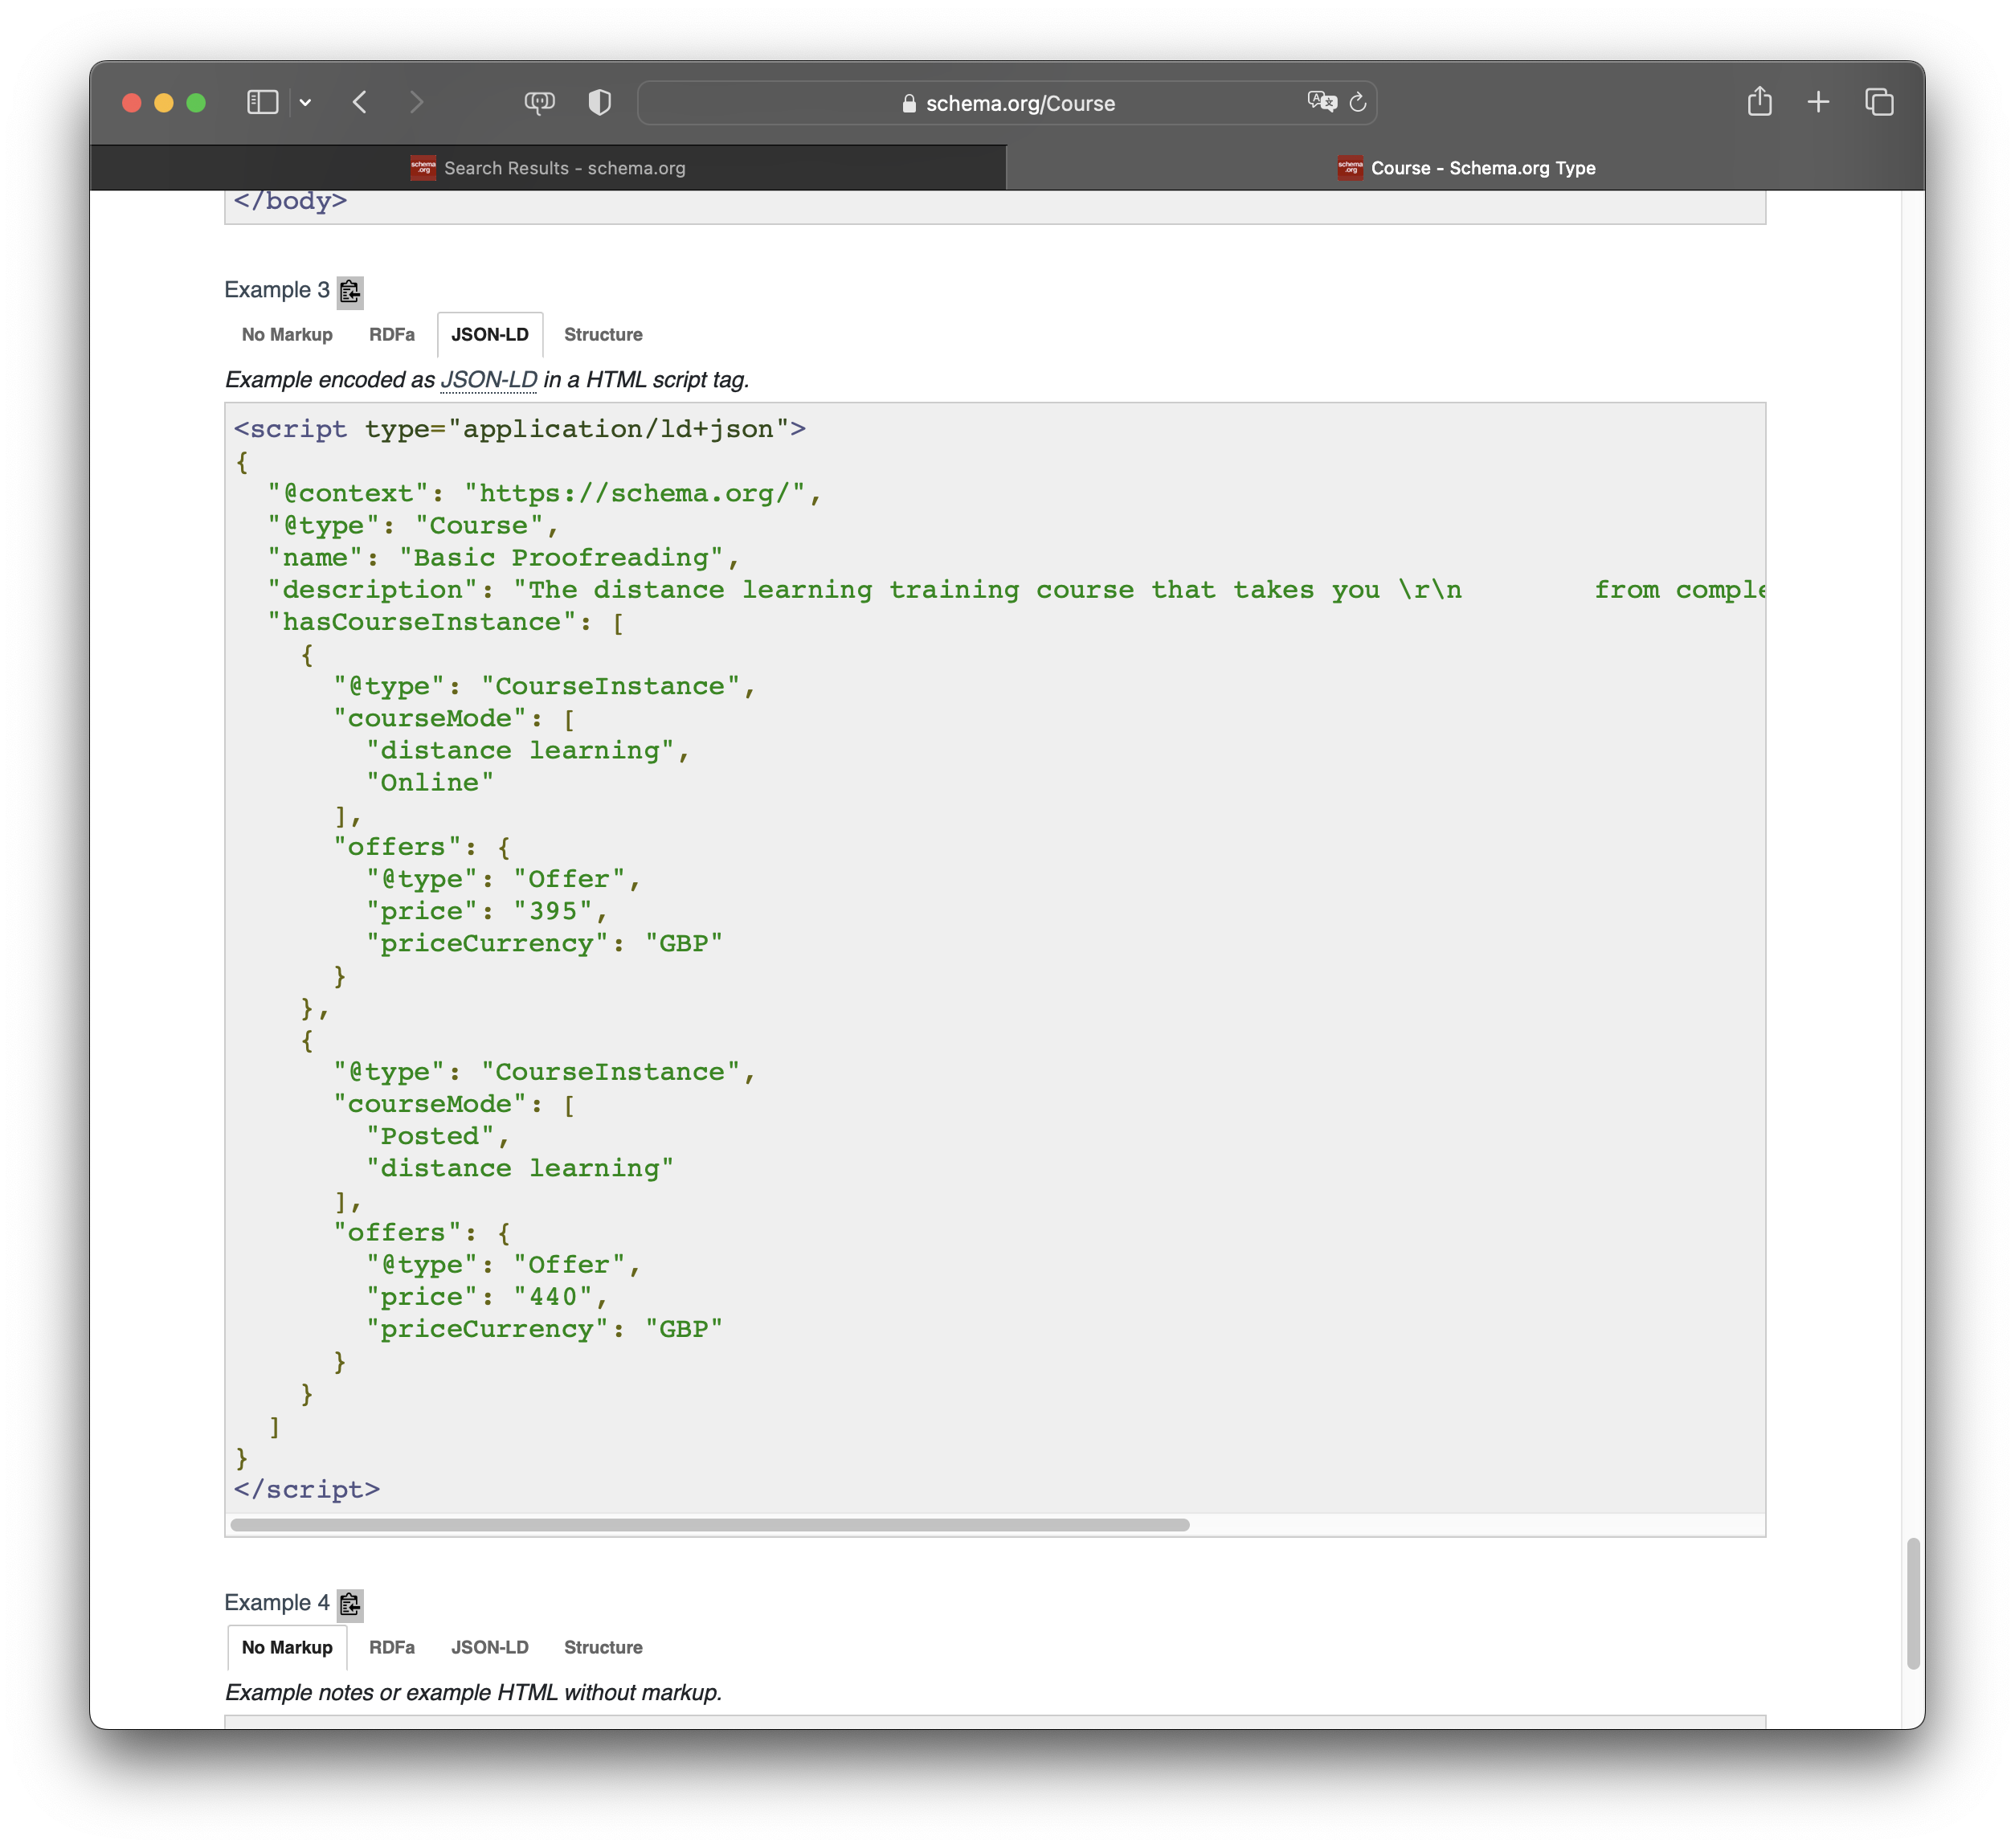 schema.org/Course
Search Results - schema.org
Course - Schema.org Type
</body>
Example 3
No Markup RDFa JSON-LD Structure
Example encoded as JSON-LD in a HTML script tag.
<script type="application/ld+json">
{
  "@context": "https://schema.org/",
  "@type": "Course",
  "name": "Basic Proofreading",
  "description": "The distance learning training course that takes you \r\n        from comple
  "hasCourseInstance": [
    {
      "@type": "CourseInstance",
      "courseMode": [
        "distance learning",
        "Online"
      ],
      "offers": {
        "@type": "Offer",
        "price": "395",
        "priceCurrency": "GBP"
      }
    },
    {
      "@type": "CourseInstance",
      "courseMode": [
        "Posted",
        "distance learning"
      ],
      "offers": {
        "@type": "Offer",
        "price": "440",
        "priceCurrency": "GBP"
      }
    }
  ]
}
</script>
Example 4
No Markup RDFa JSON-LD Structure
Example notes or example HTML without markup.